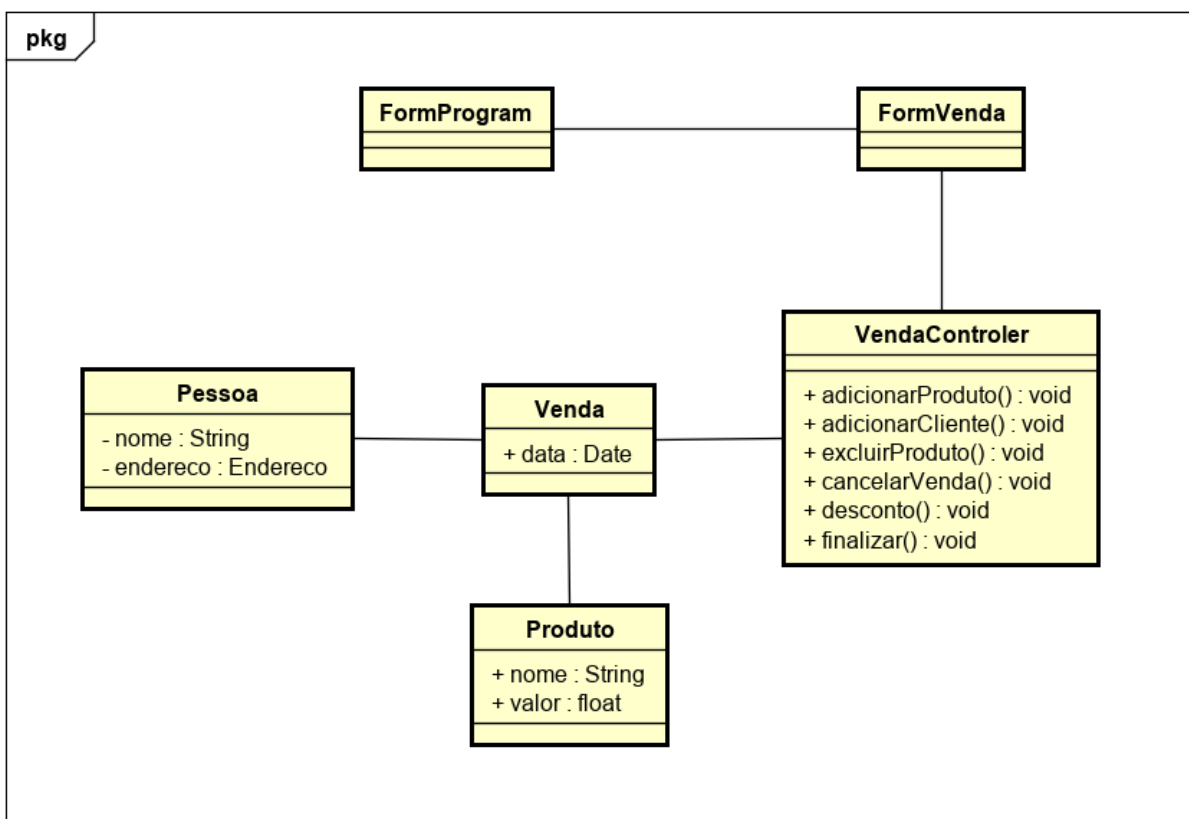 pkg
FormProgram
FormVenda
VendaControler
+ adicionarProduto() : void
+ adicionarCliente() : void
+ excluirProduto() : void
+ cancelarVenda() : void
+ desconto() : void
+ finalizar() : void
Pessoa
- nome : String
- endereco : Endereco
Venda
+ data : Date
Produto
+ nome : String
+ valor : float